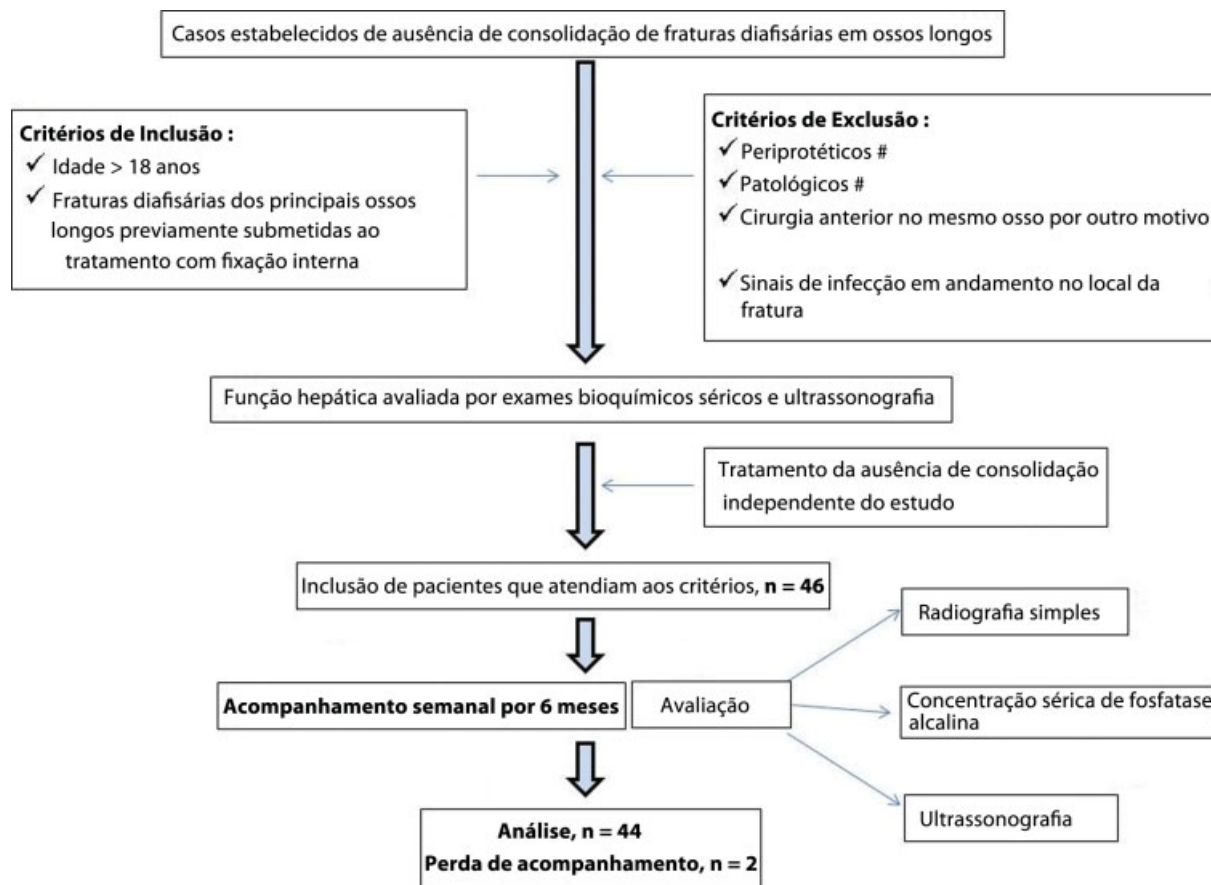 Casos estabelecidos de ausência de consolidação de fraturas diafisárias em ossos longos
Critérios de Inclusão :
✓ Idade > 18 anos
✓ Fraturas diafisárias dos principais ossos
longos previamente submetidas ao
tratamento com fixação interna
Critérios de Exclusão :
✓ Periprotéticos #
✓ Patológicos #
✓ Cirurgia anterior no mesmo osso por outro motivo
✓ Sinais de infecção em andamento no local da
fratura
Função hepática avaliada por exames bioquímicos séricos e ultrassonografia
Tratamento da ausência de consolidação
independente do estudo
Inclusão de pacientes que atendiam aos critérios, n = 46
Radiografia simples
Acompanhamento semanal por 6 meses
Avaliação
Concentração sérica de fosfatase
alcalina
Ultrassonografia
Análise, n = 44
Perda de acompanhamento, n = 2